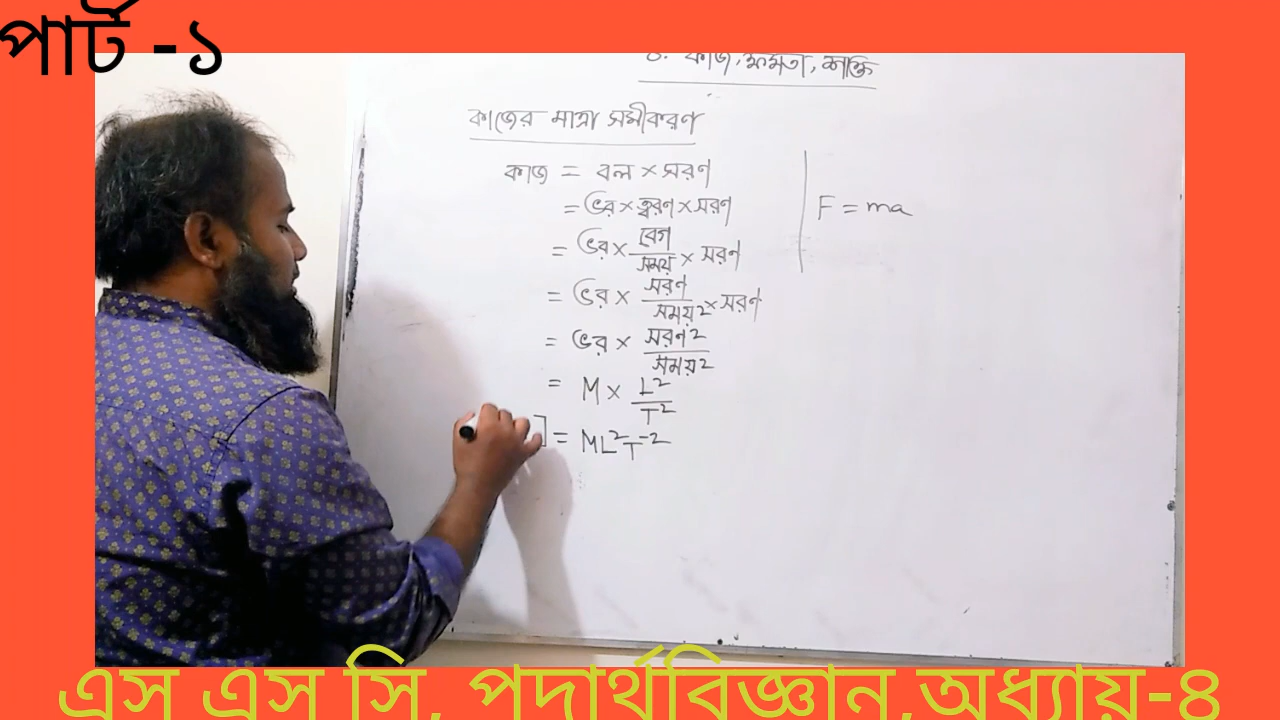 পার্ট -১
কাজ, ক্ষমতা, শক্তি
কাজের মাত্রা সমীকরণ
কাজ = বল × সরণ
= ভর × ত্বরণ × সরণ
F = ma
= ভর × বেগ/সময় × সরণ
= ভর × সরণ/সময়২ × সরণ
= ভর × সরণ২/সময়২
= M × L²/T²
] = ML²T⁻²
এস এস সি, পদার্থবিজ্ঞান,অধ্যায়-৪